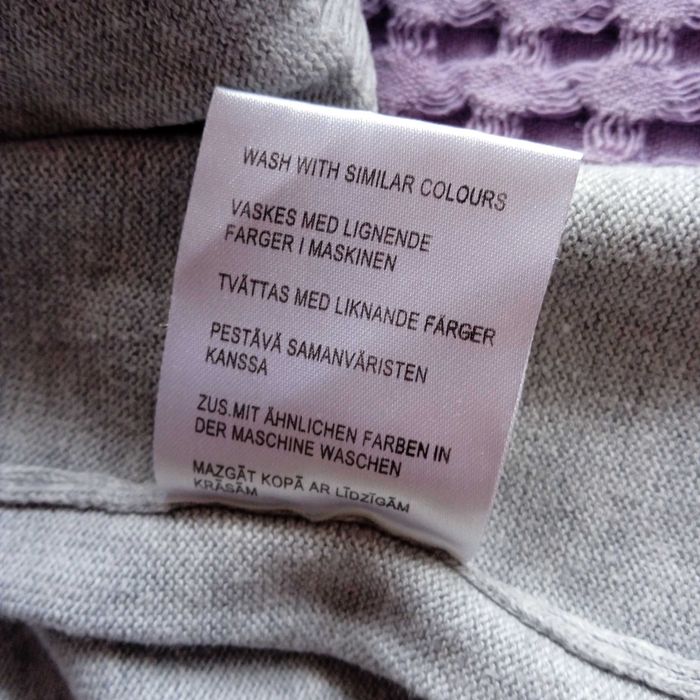 WASH WITH SIMILAR COLOURS
VASKES MED LIGNENDE
FARGER I MASKINEN
TVÄTTAS MED LIKNANDE FÄRGER
PESTÄVÄ SAMANVÄRISTEN
KANSSA
ZUS.MIT ÄHNLICHEN FARBEN IN
DER MASCHINE WASCHEN
MAZGĀT KOPĀ AR LĪDZĪGĀM
KRĀSĀM